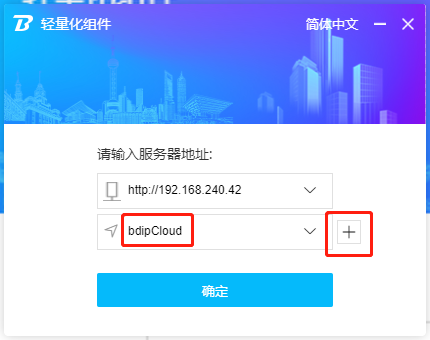 轻量化组件
简体中文
请输入服务器地址:
http://192.168.240.42
bdipCloud
确定